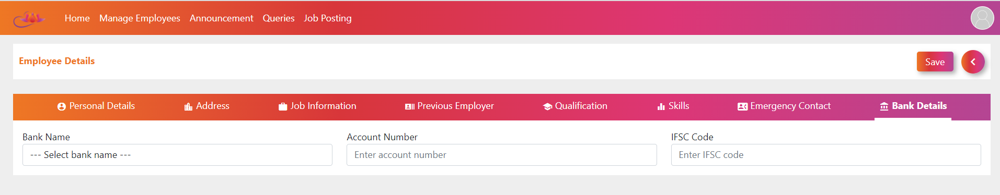 Home Manage Employees Announcement Queries Job Posting
Employee Details
Save
Personal Details Address Job Information Previous Employer Qualification Skills Emergency Contact Bank Details
Bank Name Account Number IFSC Code
--- Select bank name --- Enter account number Enter IFSC code